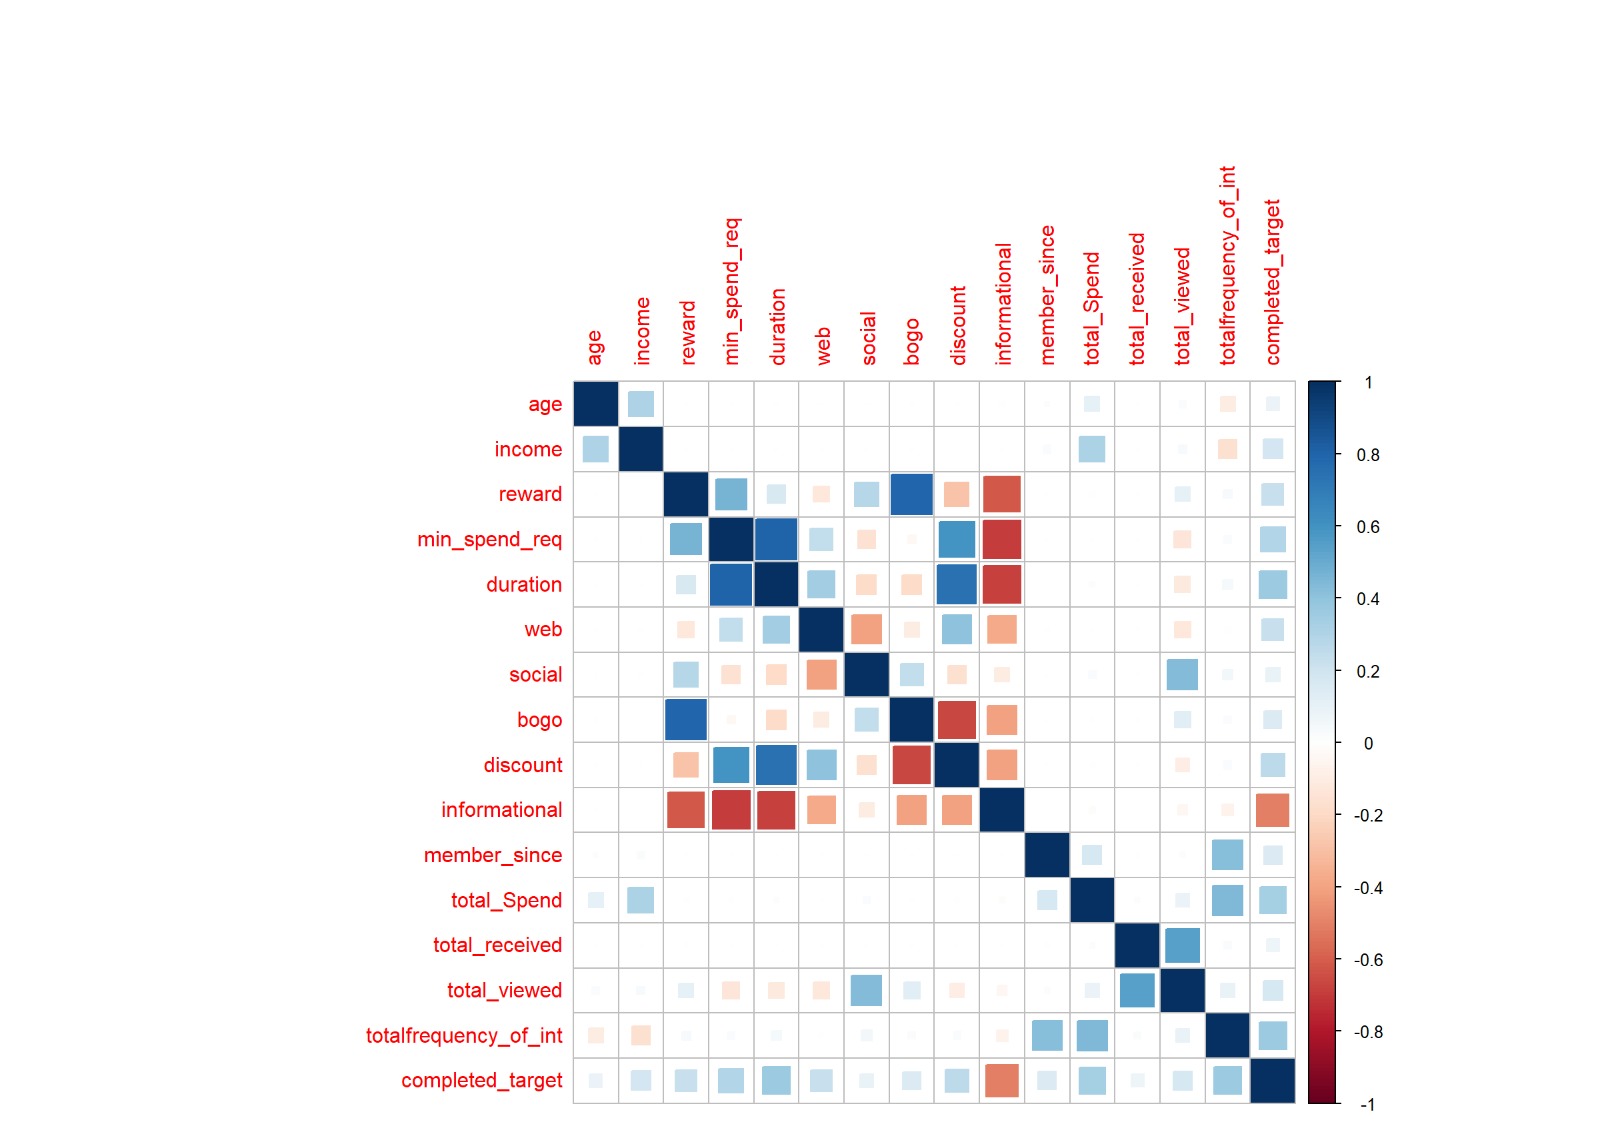 age
income
reward
min_spend_req
duration
web
social
bogo
discount
informational
member_since
total_Spend
total_received
total_viewed
totalfrequency_of_int
completed_target
age
income
reward
min_spend_req
duration
web
social
bogo
discount
informational
member_since
total_Spend
total_received
total_viewed
totalfrequency_of_int
completed_target
1
0.8
0.6
0.4
0.2
0
-0.2
-0.4
-0.6
-0.8
-1